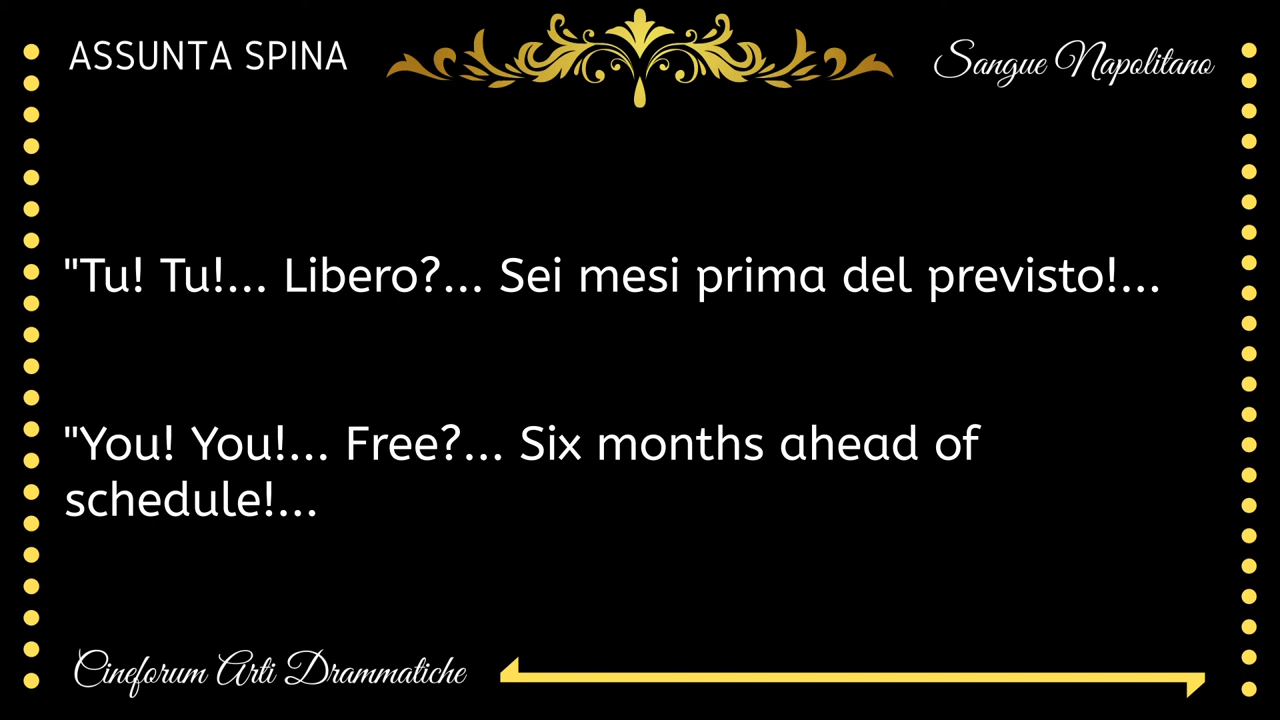 ASSUNTA SPINA
Sangue Napolitano
"Tu! Tu!... Libero?... Sei mesi prima del previsto!...
"You! You!... Free?... Six months ahead of
schedule!...
Cineforum Arti Drammatiche